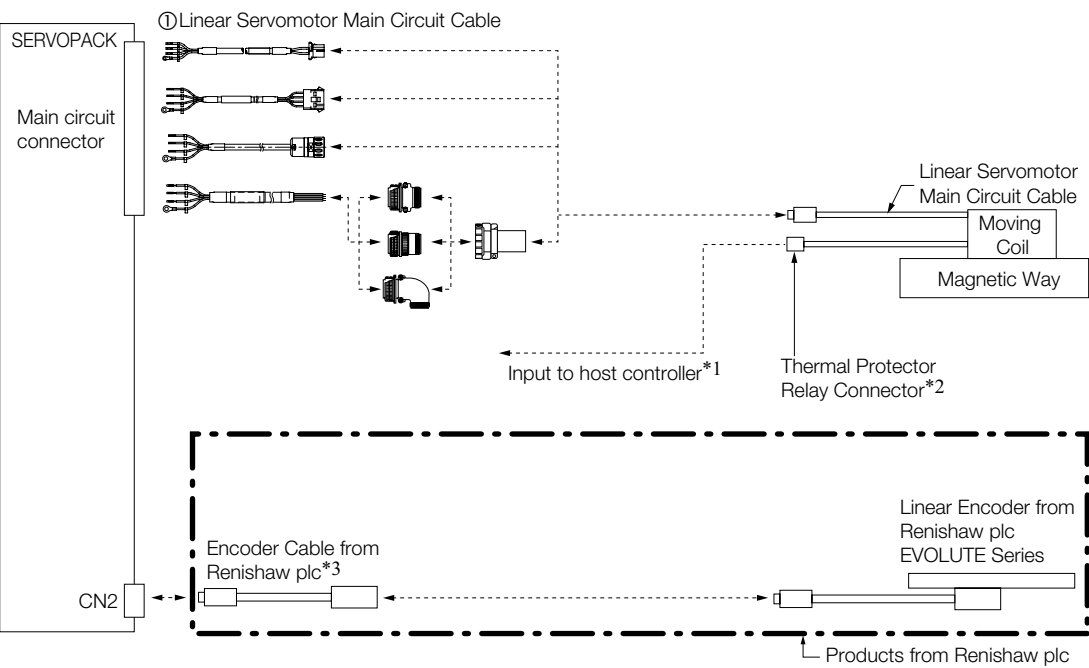 ①Linear Servomotor Main Circuit Cable
SERVOPACK
Main circuit
connector
Linear Servomotor
Main Circuit Cable
Moving
Coil
Magnetic Way
Input to host controller*1
Thermal Protector
Relay Connector*2
Linear Encoder from
Renishaw plc
EVOLUTE Series
Encoder Cable from
Renishaw plc*3
CN2
Products from Renishaw plc